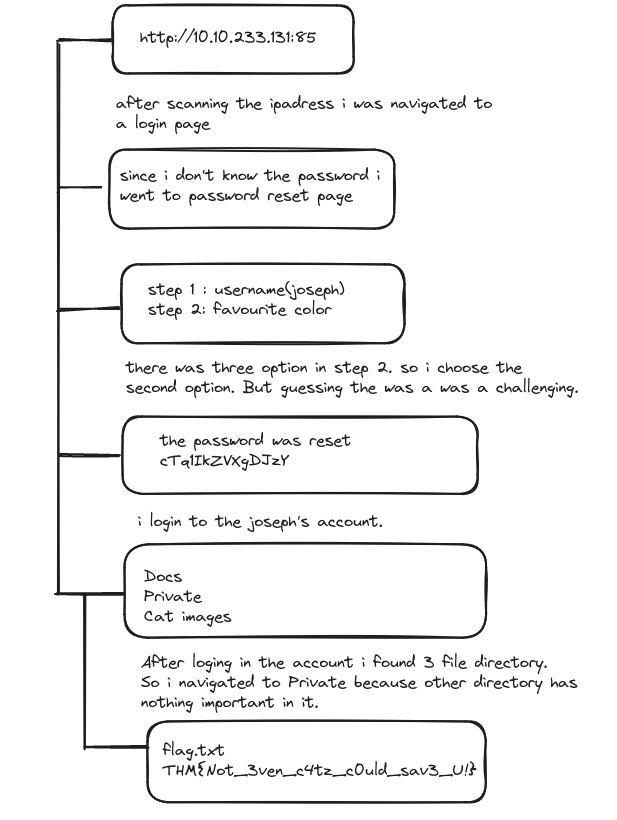 http://10.10.233.131:85
after scanning the ipadress i was navigated to
a login page
since i don't know the password i
went to password reset page
step 1 : username(joseph)
step 2: favourite color
there was three option in step 2. so i choose the
second option. But guessing the was a was a challenging.
the password was reset
cTq1IkZVXgDJzY
i login to the joseph's account.
Docs
Private
Cat images
After loging in the account i found 3 file directory.
So i navigated to Private because other directory has
nothing important in it.
flag.txt
THM{Not_3ven_c4tz_c0uld_sav3_U!}